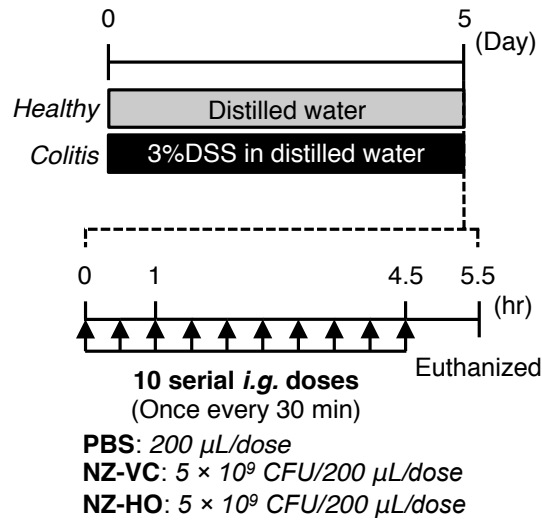 0 5
(Day)
Healthy Distilled water
Colitis 3%DSS in distilled water
0 1 4.5 5.5
(hr)
Euthanized
10 serial i.g. doses
(Once every 30 min)
PBS: 200 µL/dose
NZ-VC: 5 × 10⁹ CFU/200 µL/dose
NZ-HO: 5 × 10⁹ CFU/200 µL/dose